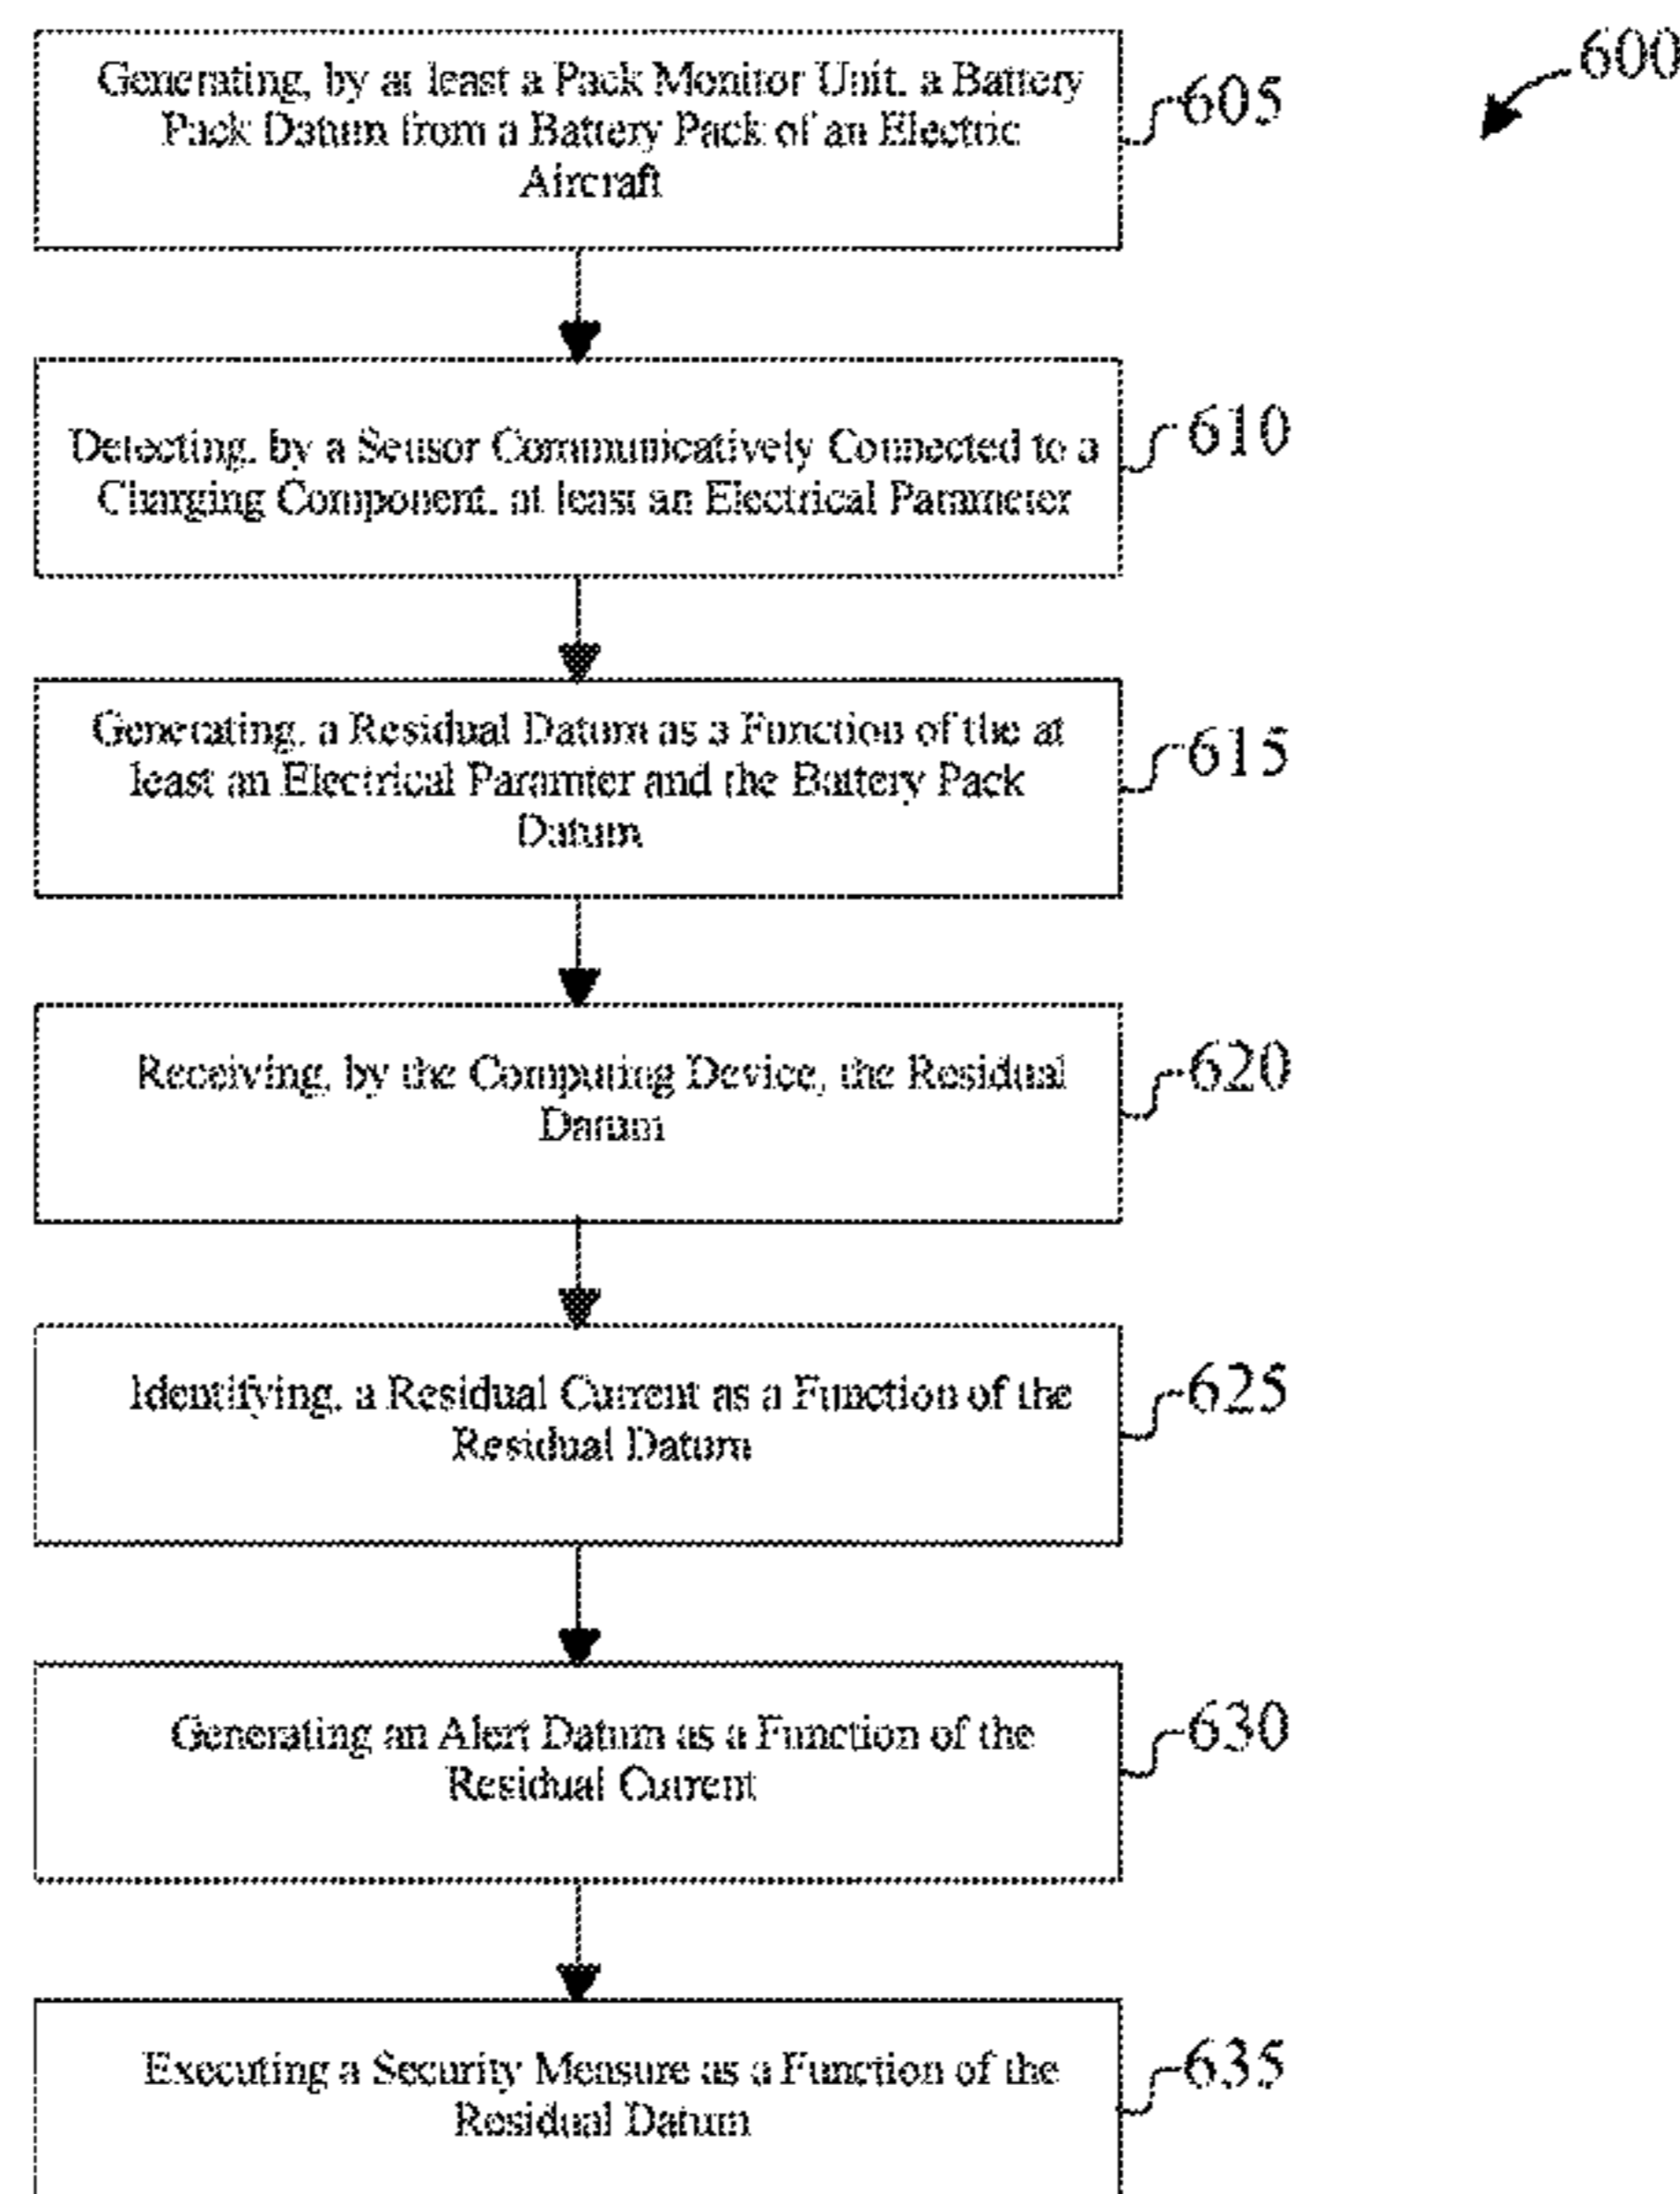 600
Generating, by at least a Pack Monitor Unit, a Battery
Pack Datum from a Battery Pack of an Electric
Aircraft
605
Detecting, by a Sensor Communicatively Connected to a
Charging Component, at least an Electrical Parameter
610
Generating, a Residual Datum as a Function of the at
least an Electrical Paramter and the Battery Pack
Datum
615
Receiving, by the Computing Device, the Residual
Datum
620
Identifying, a Residual Current as a Function of the
Residual Datum
625
Generating an Alert Datum as a Function of the
Residual Current
630
Executing a Security Measure as a Function of the
Residual Datum
635